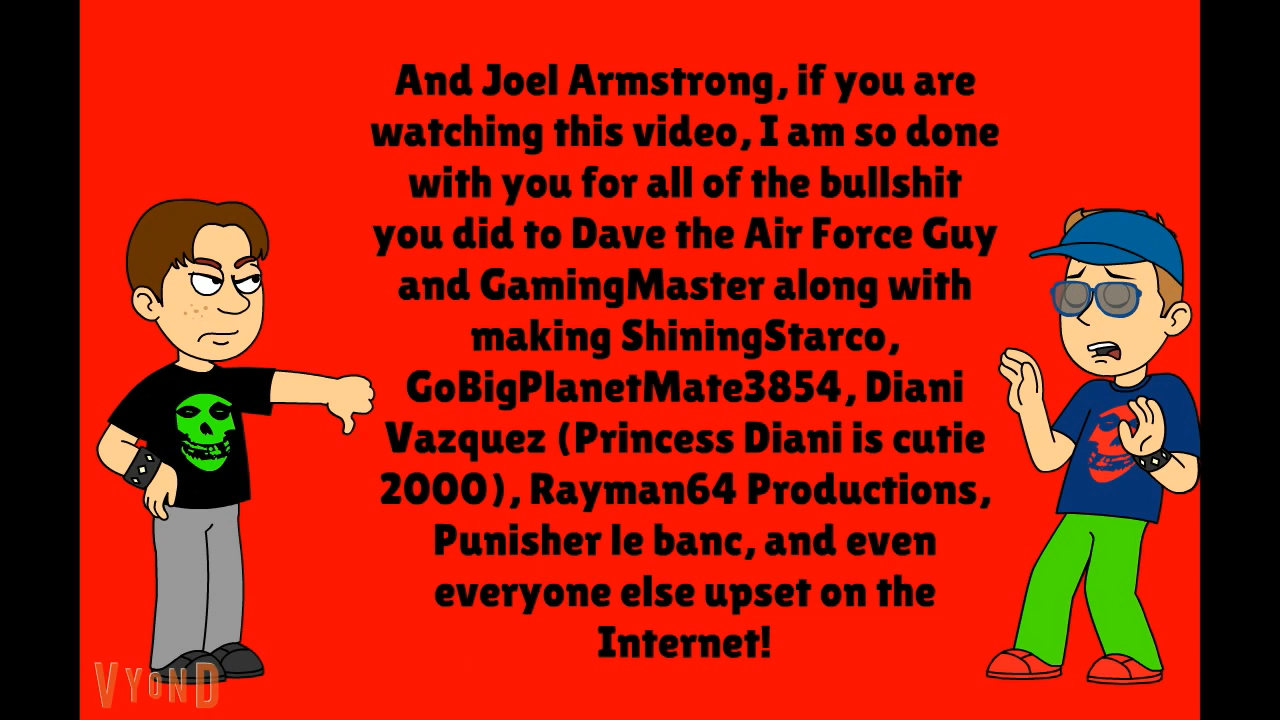 And Joel Armstrong, if you are
watching this video, I am so done
with you for all of the bullshit
you did to Dave the Air Force Guy
and GamingMaster along with
making ShiningStarco,
GoBigPlanetMate3854, Diani
Vazquez (Princess Diani is cutie
2000), Rayman64 Productions,
Punisher le banc, and even
everyone else upset on the
Internet!
VYOND